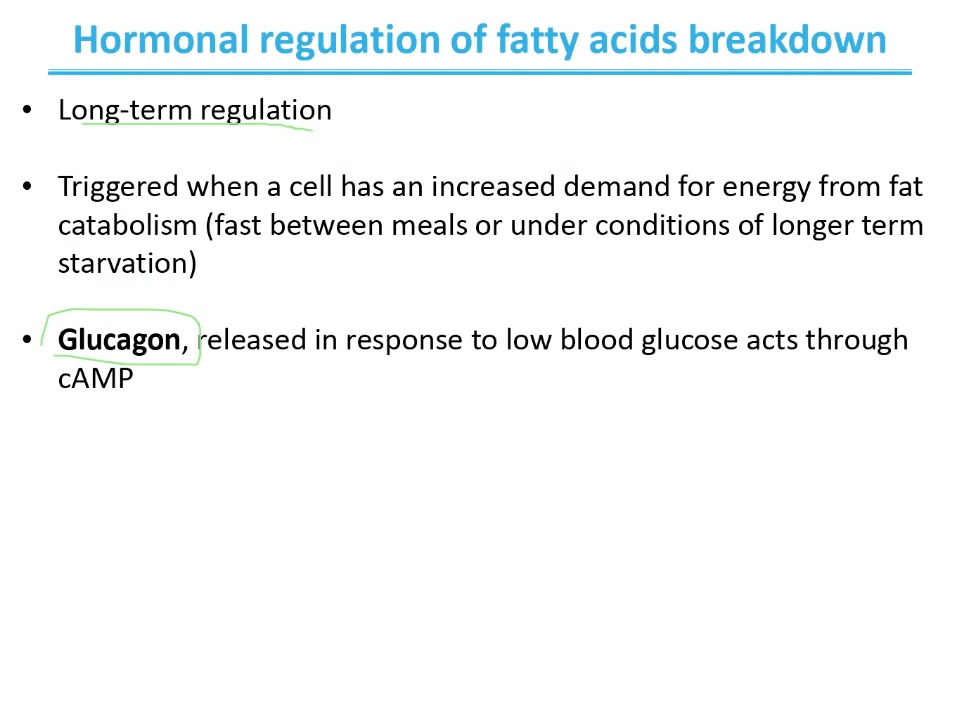 Hormonal regulation of fatty acids breakdown
• Long-term regulation
• Triggered when a cell has an increased demand for energy from fat
catabolism (fast between meals or under conditions of longer term
starvation)
• Glucagon, released in response to low blood glucose acts through
cAMP